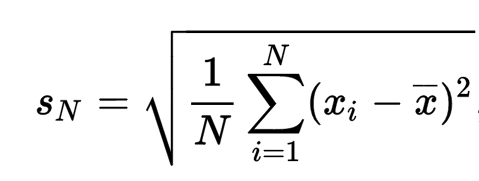 $s_N = \sqrt{\frac{1}{N} \sum_{i=1}^{N} (x_i - \overline{x})^2}.$